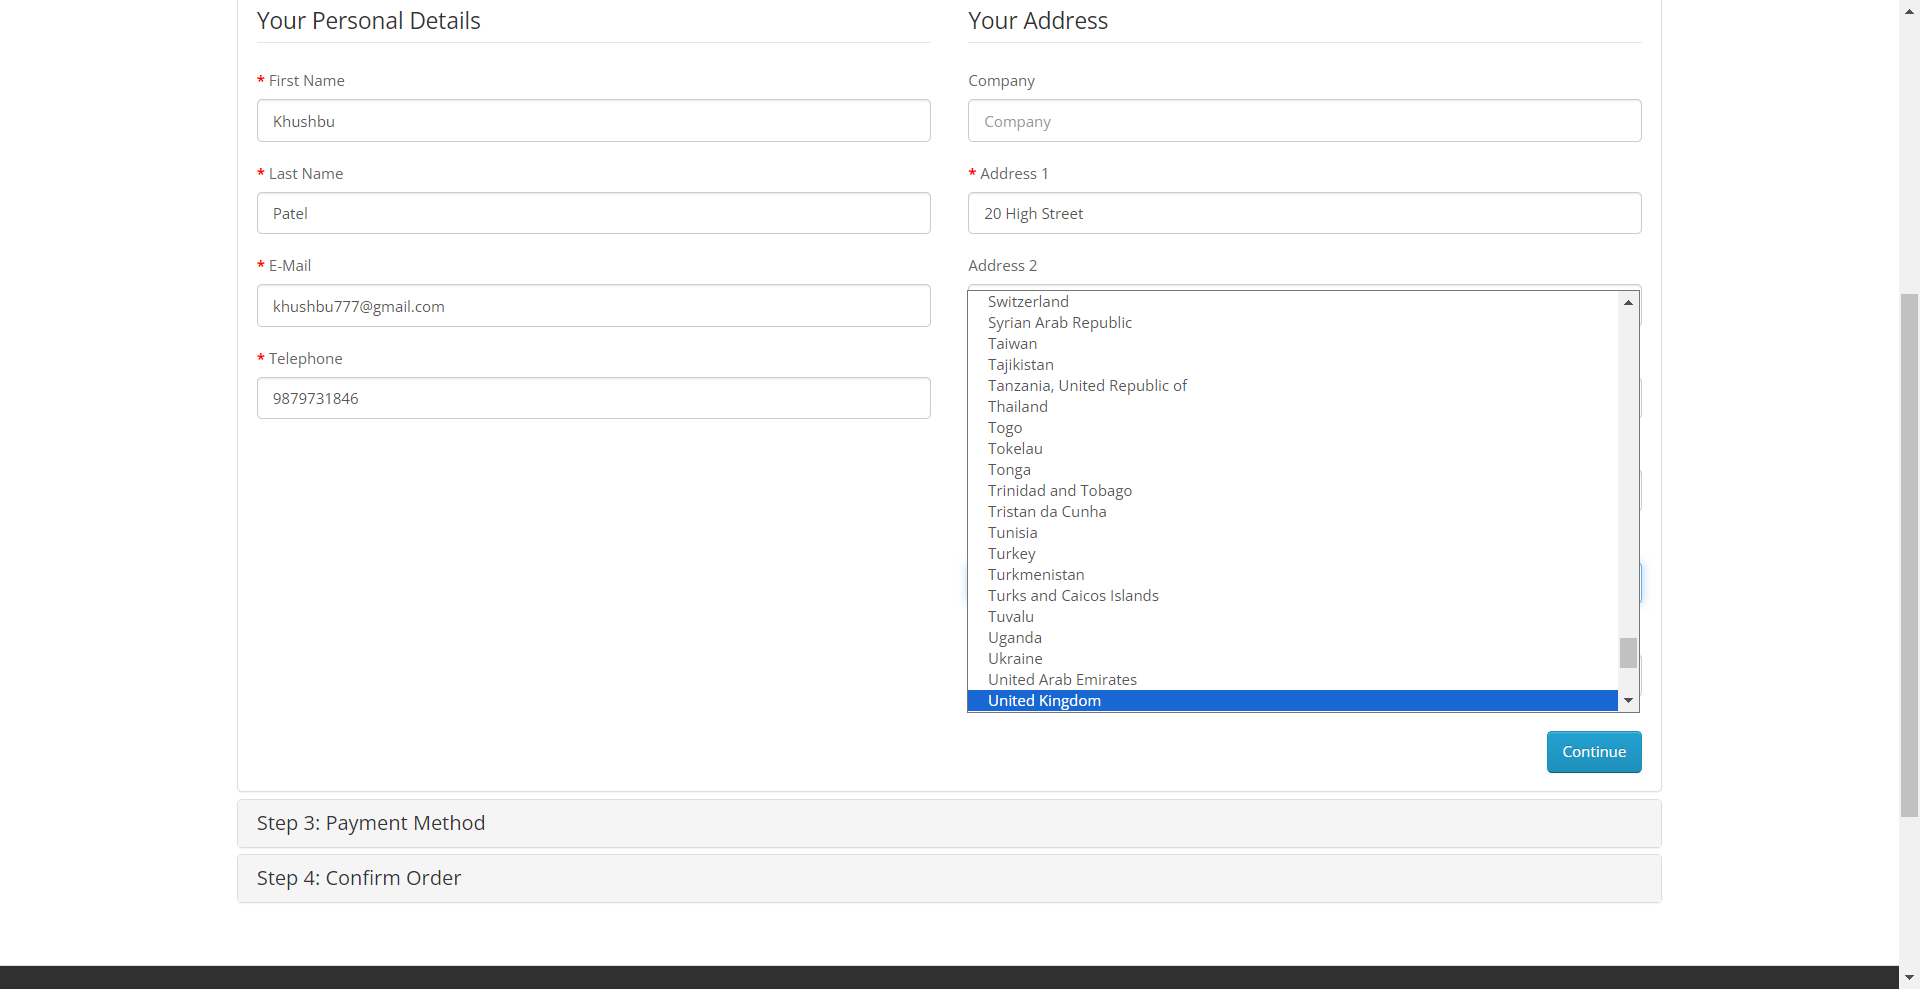 Your Personal Details
* First Name
Khushbu
* Last Name
Patel
* E-Mail
khushbu777@gmail.com
* Telephone
9879731846
Your Address
Company
Company
* Address 1
20 High Street
Address 2
Switzerland
Syrian Arab Republic
Taiwan
Tajikistan
Tanzania, United Republic of
Thailand
Togo
Tokelau
Tonga
Trinidad and Tobago
Tristan da Cunha
Tunisia
Turkey
Turkmenistan
Turks and Caicos Islands
Tuvalu
Uganda
Ukraine
United Arab Emirates
United Kingdom
Continue
Step 3: Payment Method
Step 4: Confirm Order